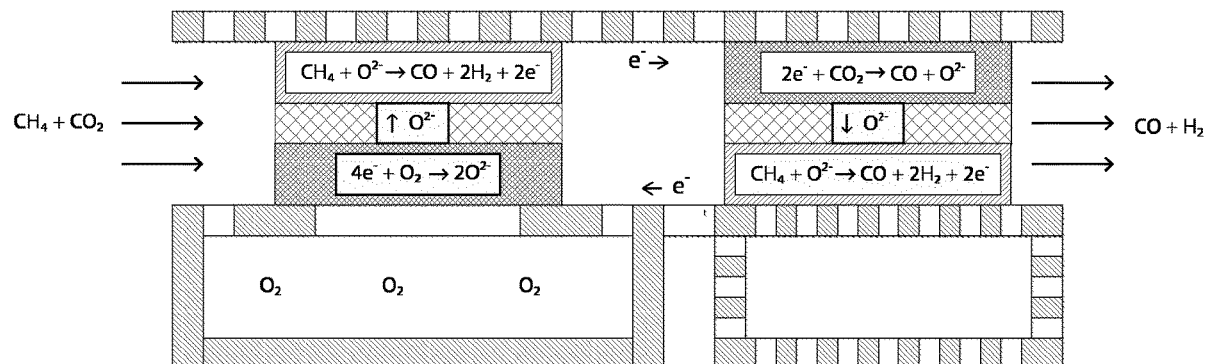 CH₄ + O²⁻ → CO + 2H₂ + 2e⁻
e⁻ →
2e⁻ + CO₂ → CO + O²⁻
CH₄ + CO₂
↑ O²⁻
↓ O²⁻
CO + H₂
4e⁻ + O₂ → 2O²⁻
← e⁻
CH₄ + O²⁻ → CO + 2H₂ + 2e⁻
O₂ O₂ O₂